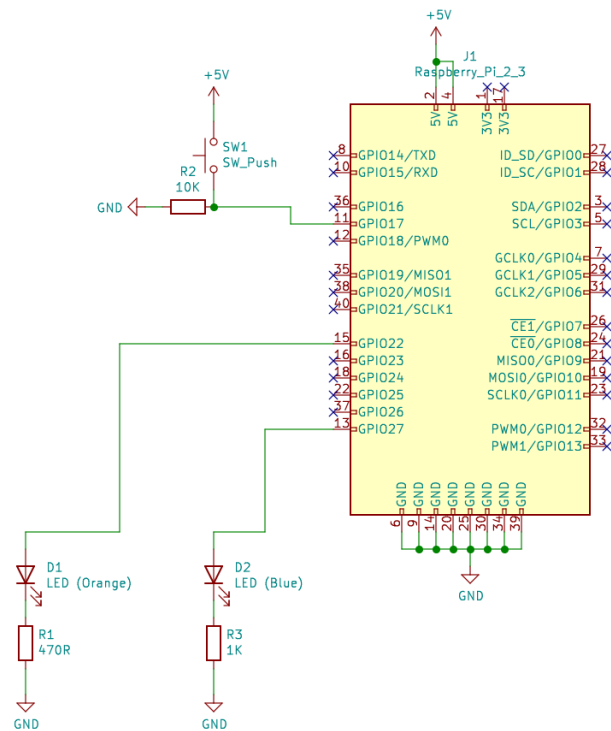 +5V
J1
Raspberry_Pi_2_3
2
4
1
17
5V
5V
3V3
3V3
+5V
SW1
SW_Push
R2
10K
GND
8 GPIO14/TXD
10 GPIO15/RXD
36 GPIO16
11 GPIO17
12 GPIO18/PWM0
35 GPIO19/MISO1
38 GPIO20/MOSI1
40 GPIO21/SCLK1
15 GPIO22
16 GPIO23
18 GPIO24
22 GPIO25
37 GPIO26
13 GPIO27
ID_SD/GPIO0 27
ID_SC/GPIO1 28
SDA/GPIO2 3
SCL/GPIO3 5
GCLK0/GPIO4 7
GCLK1/GPIO5 29
GCLK2/GPIO6 31
CE1/GPIO7 26
CE0/GPIO8 24
MISO0/GPIO9 21
MOSI0/GPIO10 19
SCLK0/GPIO11 23
PWM0/GPIO12 32
PWM1/GPIO13 33
GND
GND
GND
GND
GND
GND
GND
GND
6
9
14
20
25
30
34
39
GND
D1
LED (Orange)
R1
470R
GND
D2
LED (Blue)
R3
1K
GND